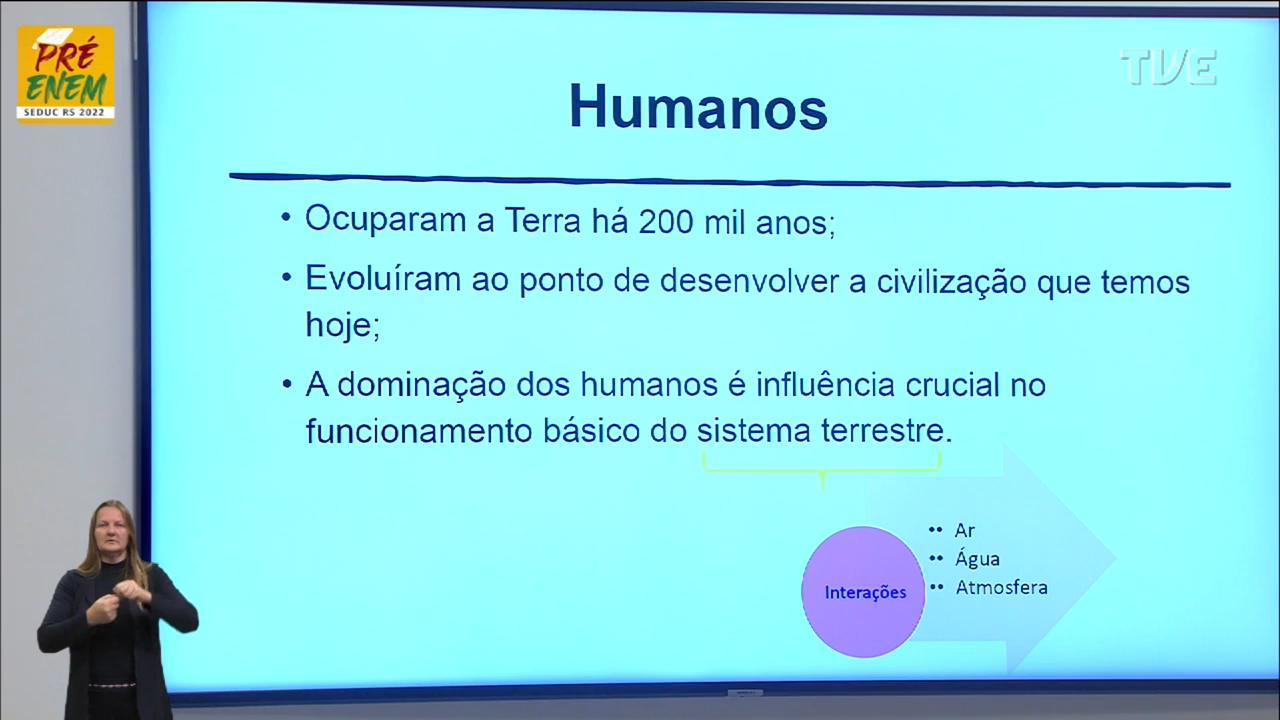 PRÉ
ENEM
SEDUC RS 2022
TVE
Humanos
• Ocuparam a Terra há 200 mil anos;
• Evoluíram ao ponto de desenvolver a civilização que temos
hoje;
• A dominação dos humanos é influência crucial no
funcionamento básico do sistema terrestre.
Interações
•• Ar
•• Água
•• Atmosfera